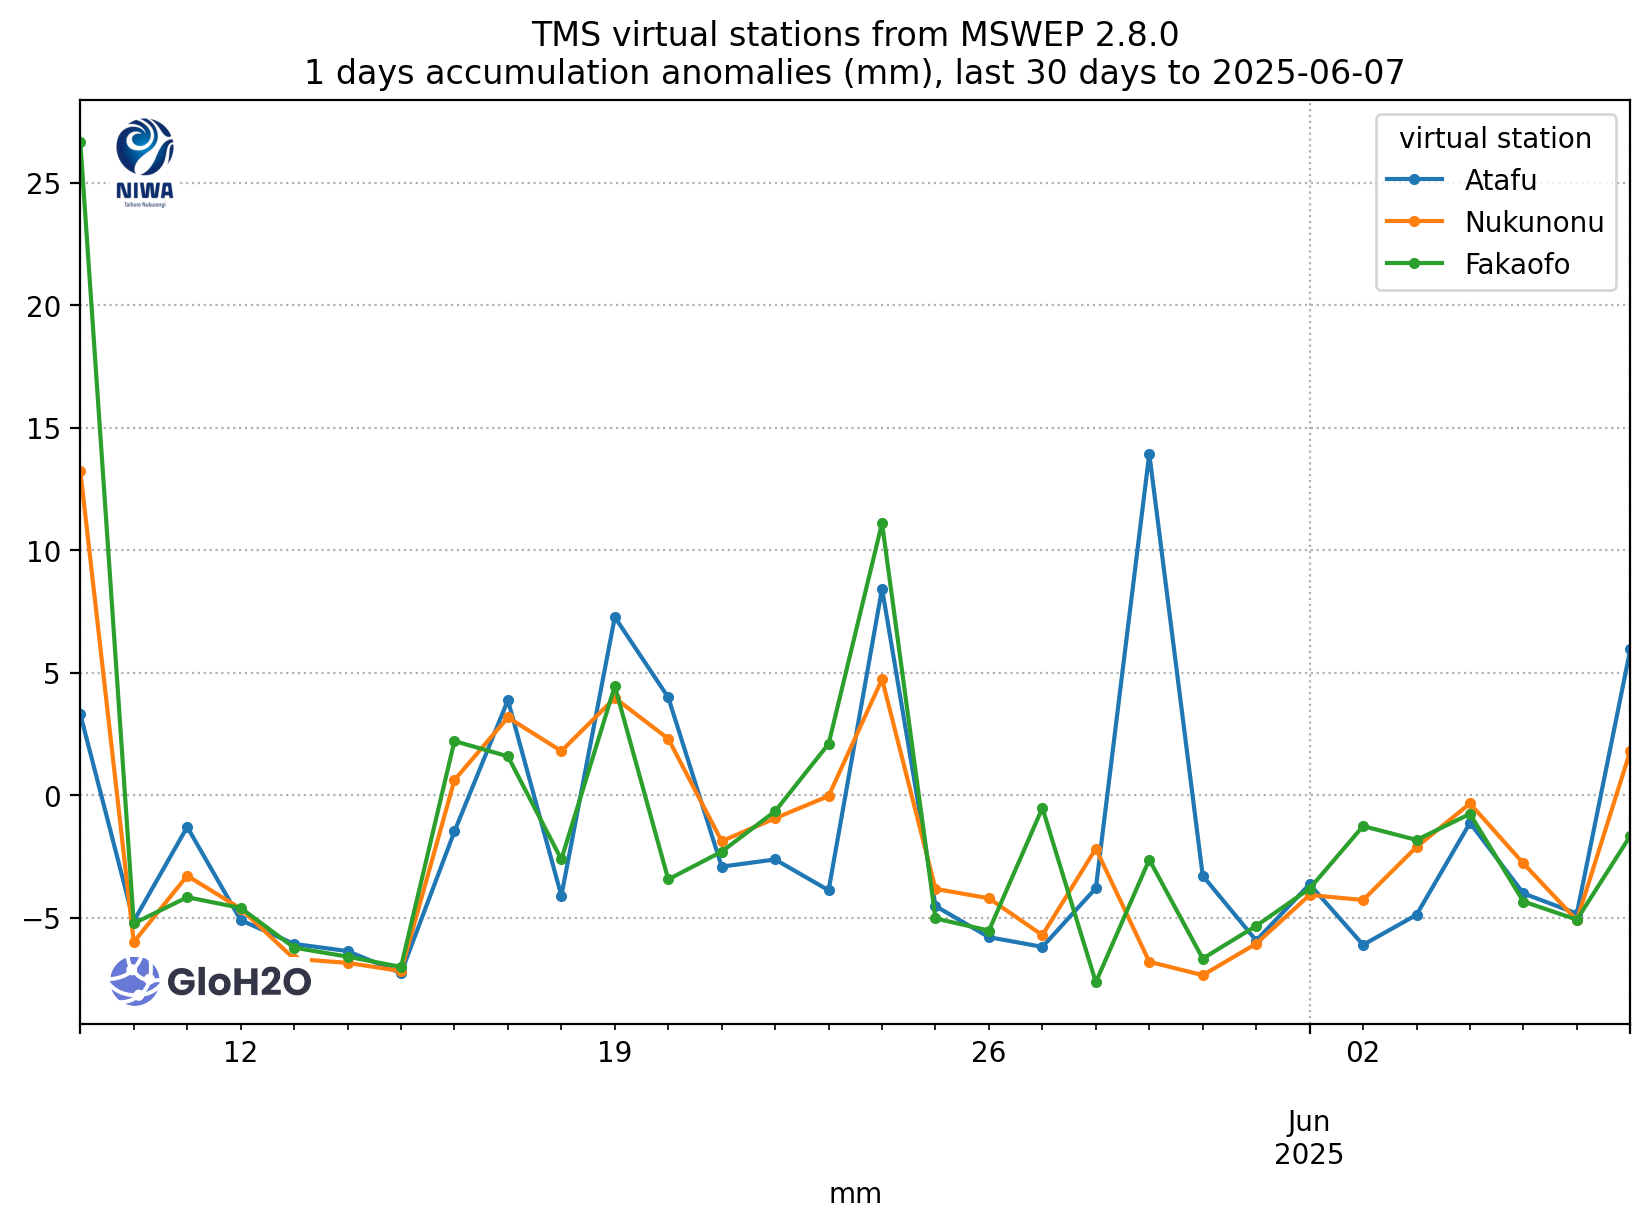 TMS virtual stations from MSWEP 2.8.0
1 days accumulation anomalies (mm), last 30 days to 2025-06-07
NIWA
Taihoro Nukurangi
virtual station
Atafu
Nukunonu
Fakaofo
25
20
15
10
5
0
−5
GloH2O
12
19
26
02
Jun
2025
mm